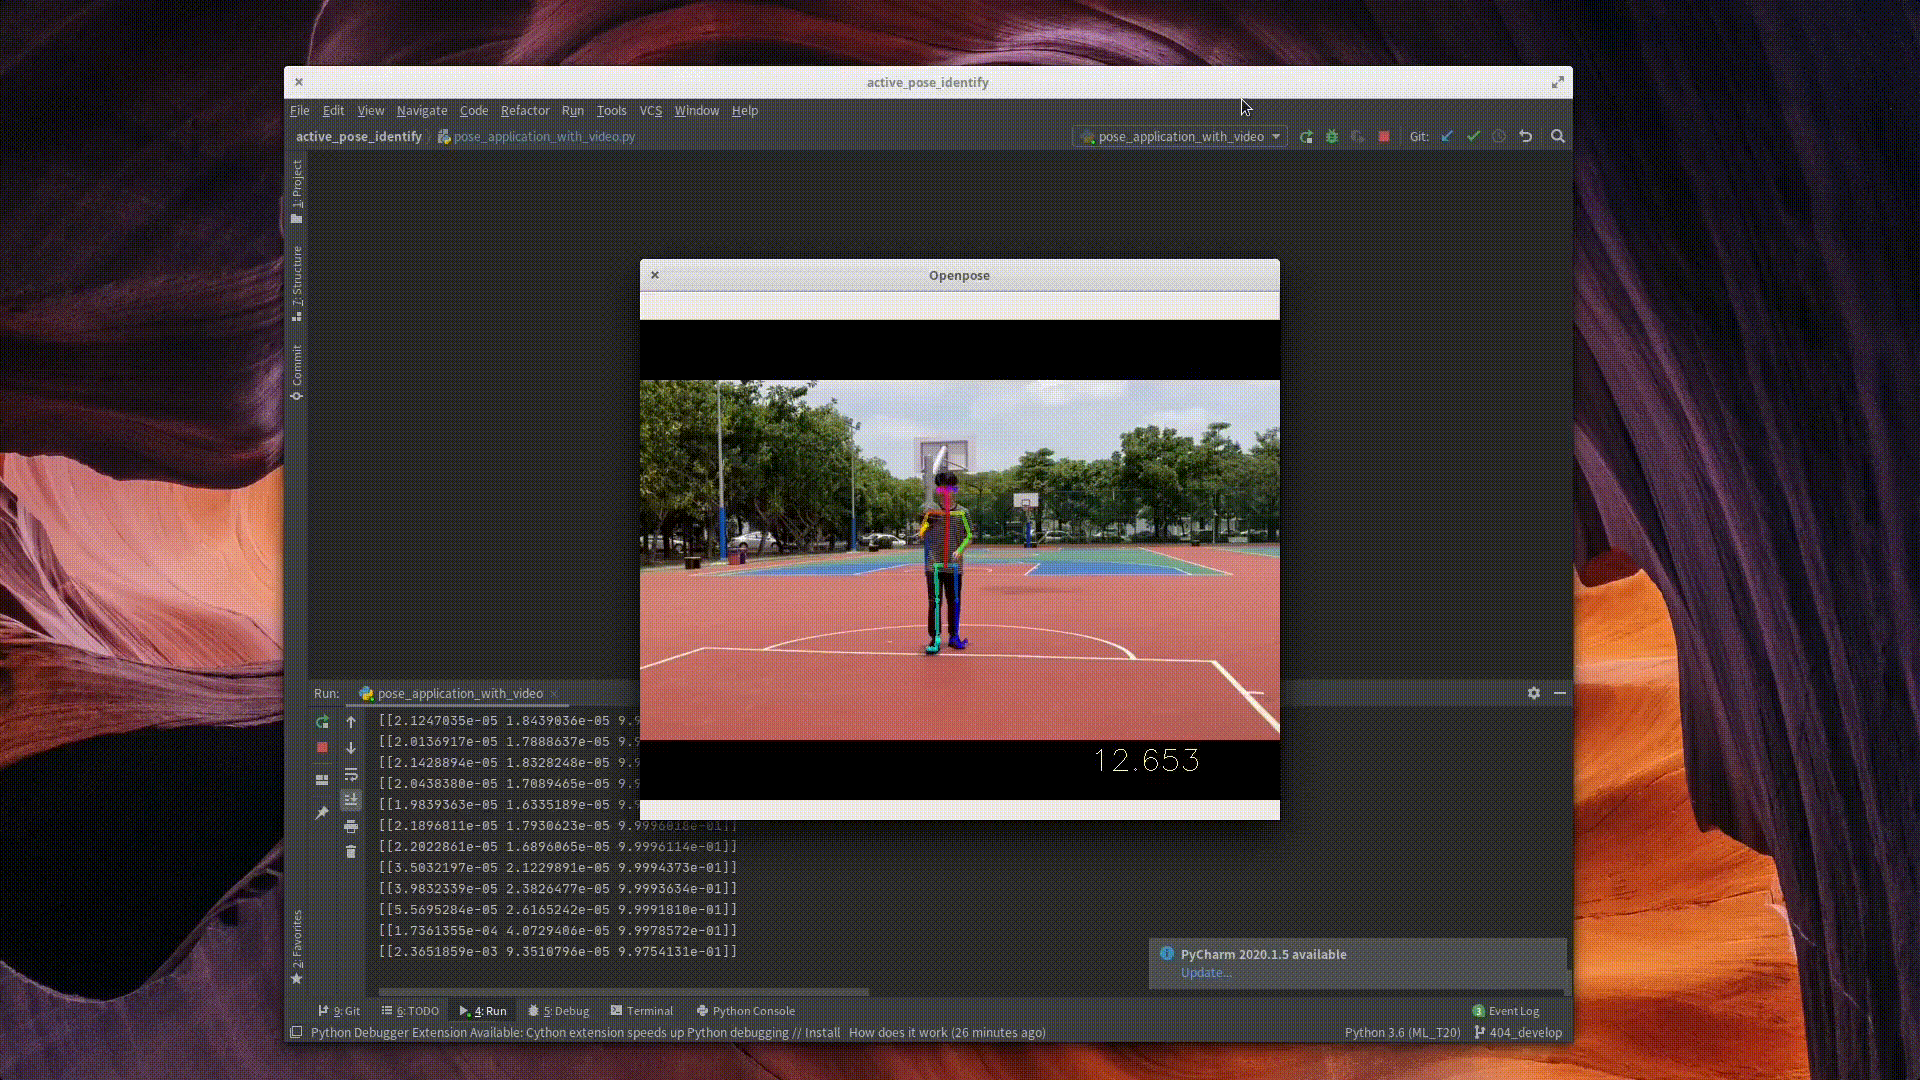 active_pose_identify
File Edit View Navigate Code Refactor Run Tools VCS Window Help
active_pose_identify pose_application_with_video.py pose_application_with_video Git:
1: Project
7: Structure
Commit
2: Favorites
Openpose
12.653
Run: pose_application_with_video
[[2.1247035e-05 1.8439036e-05 9.9
[[2.0136917e-05 1.7888637e-05 9.9
[[2.1428894e-05 1.8328248e-05 9.9
[[2.0438380e-05 1.7089465e-05 9.9
[[1.9839363e-05 1.6335189e-05 9.9
[[2.1896811e-05 1.7930623e-05 9.9996018e-01]]
[[2.2022861e-05 1.6896065e-05 9.9996114e-01]]
[[3.5032197e-05 2.1229891e-05 9.9994373e-01]]
[[3.9832339e-05 2.3826477e-05 9.9993634e-01]]
[[5.5695284e-05 2.6165242e-05 9.9991810e-01]]
[[1.7361355e-04 4.0729406e-05 9.9978572e-01]]
[[2.3651859e-03 9.3510796e-05 9.9754131e-01]]
PyCharm 2020.1.5 available
Update...
9: Git 6: TODO 4: Run 5: Debug Terminal Python Console 3 Event Log
Python Debugger Extension Available: Cython extension speeds up Python debugging // Install How does it work (26 minutes ago) Python 3.6 (ML_T20) 404_develop